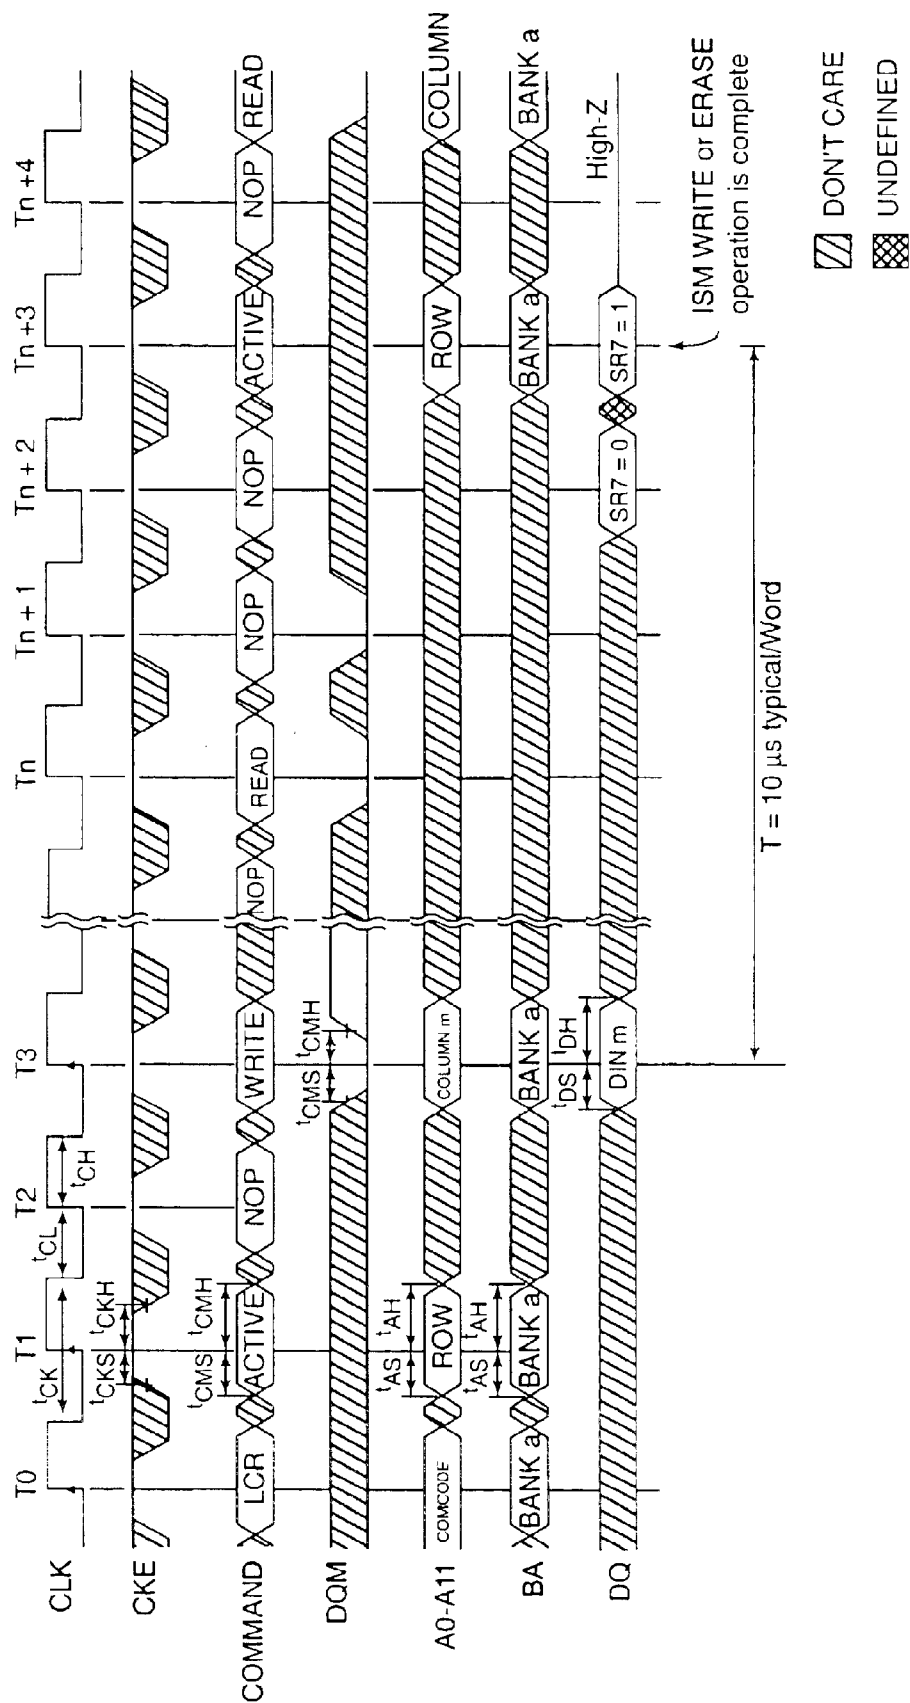 T0 T1 T2 T3 Tn Tn + 1 Tn + 2 Tn +3 Tn +4
CLK
tCK tCL tCH
CKE
tCKS tCKH
tCMS tCMH
COMMAND LCR ACTIVE NOP WRITE NOP READ NOP NOP ACTIVE NOP READ
tCMS tCMH
DQM
tAS tAH
A0-A11 COMCODE ROW COLUMN m ROW COLUMN
tAS tAH
BA BANK a BANK a BANK a BANK a BANK a
tDS tDH
DQ DIN m SR7 = 0 SR7 = 1 High-Z
ISM WRITE or ERASE
operation is complete
T = 10 µs typical/Word
DON'T CARE
UNDEFINED